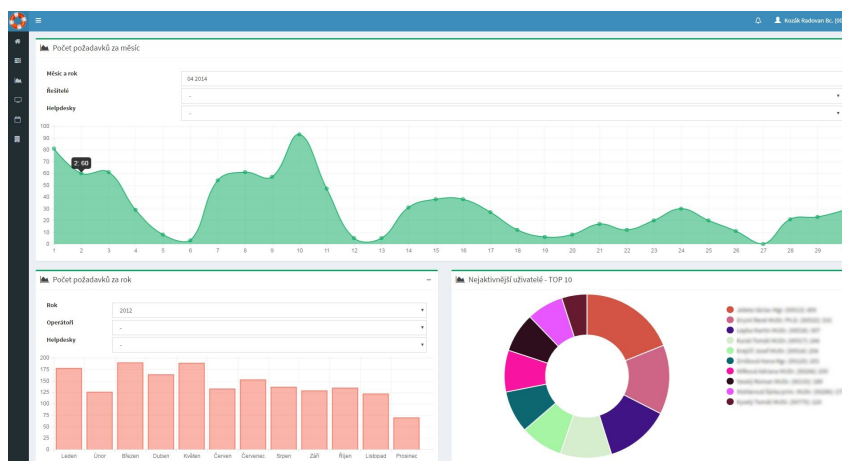 Kozák Radovan Bc.
Počet požadavků za měsíc
Měsíc a rok
04 2014
Řešitelé
-
Helpdesky
-
100
90
80
70
60
50
40
30
20
10
0
2: 60
1 2 3 4 5 6 7 8 9 10 11 12 13 14 15 16 17 18 19 20 21 22 23 24 25 26 27 28 29
Počet požadavků za rok
Rok
2012
Operátoři
-
Helpdesky
-
200
175
150
125
100
75
50
25
0
Leden Únor Březen Duben Květen Červen Červenec Srpen Září Říjen Listopad Prosinec
Nejaktivnější uživatelé - TOP 10